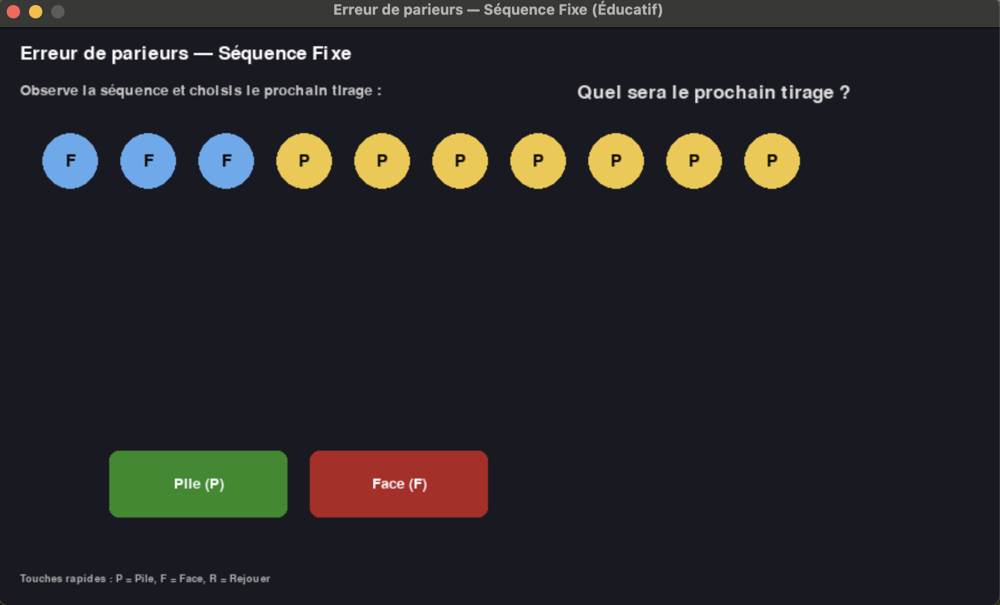 Erreur de parieurs — Séquence Fixe (Éducatif)
Erreur de parieurs — Séquence Fixe
Observe la séquence et choisis le prochain tirage :
Quel sera le prochain tirage ?
F F F P P P P P P P
Pile (P)
Face (F)
Touches rapides : P = Pile, F = Face, R = Rejouer